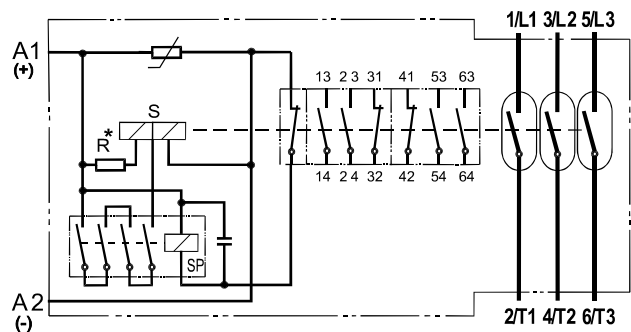 1/L1 3/L2 5/L3
A1
(+)
13 23 31 41 53 63
S
R*
14 24 32 42 54 64
SP
A2
(-)
2/T1 4/T2 6/T3